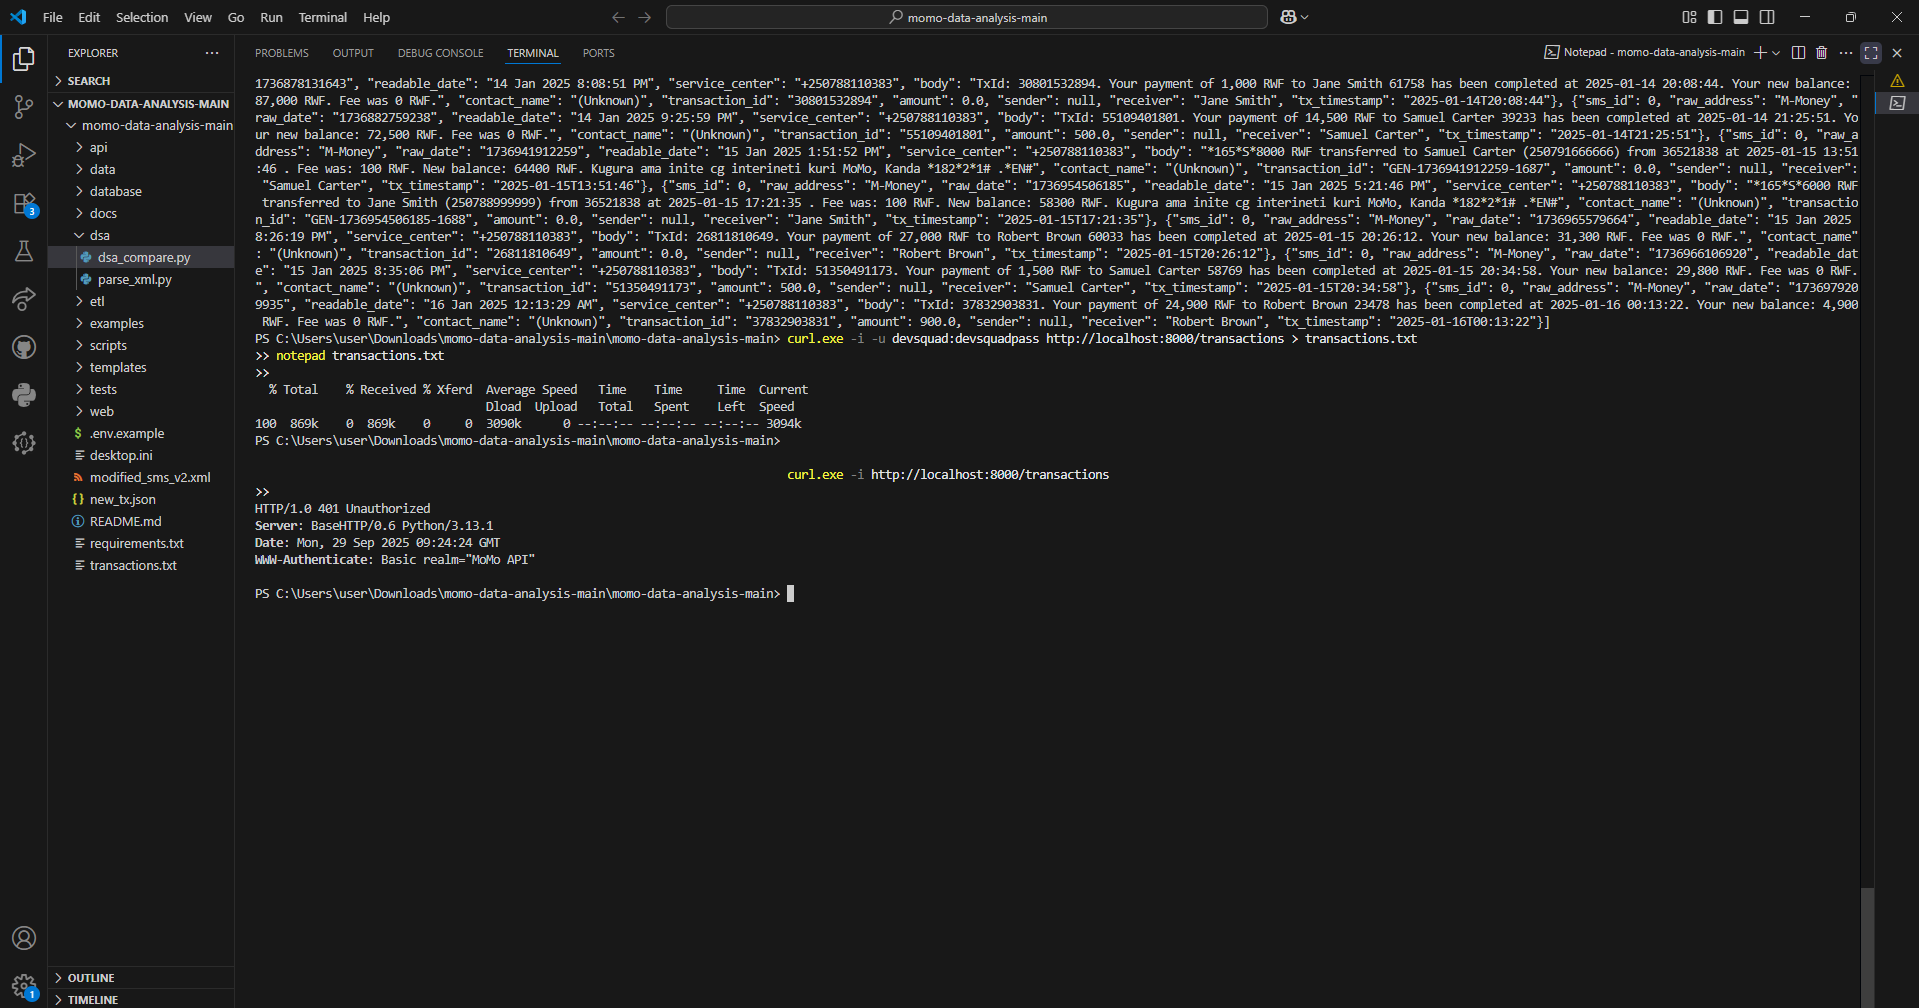 File Edit Selection View Go Run Terminal Help
momo-data-analysis-main
EXPLORER
SEARCH
MOMO-DATA-ANALYSIS-MAIN
momo-data-analysis-main
api
data
database
docs
dsa
dsa_compare.py
parse_xml.py
etl
examples
scripts
templates
tests
web
$ .env.example
desktop.ini
modified_sms_v2.xml
{} new_tx.json
README.md
requirements.txt
transactions.txt
OUTLINE
TIMELINE
3
1
PROBLEMS OUTPUT DEBUG CONSOLE TERMINAL PORTS
Notepad - momo-data-analysis-main
1736878131643", "readable_date": "14 Jan 2025 8:08:51 PM", "service_center": "+250788110383", "body": "TxId: 30801532894. Your payment of 1,000 RWF to Jane Smith 61758 has been completed at 2025-01-14 20:08:44. Your new balance:
87,000 RWF. Fee was 0 RWF.", "contact_name": "(Unknown)", "transaction_id": "30801532894", "amount": 0.0, "sender": null, "receiver": "Jane Smith", "tx_timestamp": "2025-01-14T20:08:44"}, {"sms_id": 0, "raw_address": "M-Money", "
raw_date": "1736882759238", "readable_date": "14 Jan 2025 9:25:59 PM", "service_center": "+250788110383", "body": "TxId: 55109401801. Your payment of 14,500 RWF to Samuel Carter 39233 has been completed at 2025-01-14 21:25:51. Yo
ur new balance: 72,500 RWF. Fee was 0 RWF.", "contact_name": "(Unknown)", "transaction_id": "55109401801", "amount": 500.0, "sender": null, "receiver": "Samuel Carter", "tx_timestamp": "2025-01-14T21:25:51"}, {"sms_id": 0, "raw_a
ddress": "M-Money", "raw_date": "1736941912259", "readable_date": "15 Jan 2025 1:51:52 PM", "service_center": "+250788110383", "body": "*165*S*8000 RWF transferred to Samuel Carter (250791666666) from 36521838 at 2025-01-15 13:51
:46 . Fee was: 100 RWF. New balance: 64400 RWF. Kugura ama inite cg interineti kuri MoMo, Kanda *182*2*1# .*EN#", "contact_name": "(Unknown)", "transaction_id": "GEN-1736941912259-1687", "amount": 0.0, "sender": null, "receiver":
"Samuel Carter", "tx_timestamp": "2025-01-15T13:51:46"}, {"sms_id": 0, "raw_address": "M-Money", "raw_date": "1736954506185", "readable_date": "15 Jan 2025 5:21:46 PM", "service_center": "+250788110383", "body": "*165*S*6000 RWF
transferred to Jane Smith (250788999999) from 36521838 at 2025-01-15 17:21:35 . Fee was: 100 RWF. New balance: 58300 RWF. Kugura ama inite cg interineti kuri MoMo, Kanda *182*2*1# .*EN#", "contact_name": "(Unknown)", "transactio
n_id": "GEN-1736954506185-1688", "amount": 0.0, "sender": null, "receiver": "Jane Smith", "tx_timestamp": "2025-01-15T17:21:35"}, {"sms_id": 0, "raw_address": "M-Money", "raw_date": "1736965579664", "readable_date": "15 Jan 2025
8:26:19 PM", "service_center": "+250788110383", "body": "TxId: 26811810649. Your payment of 27,000 RWF to Robert Brown 60033 has been completed at 2025-01-15 20:26:12. Your new balance: 31,300 RWF. Fee was 0 RWF.", "contact_name"
: "(Unknown)", "transaction_id": "26811810649", "amount": 0.0, "sender": null, "receiver": "Robert Brown", "tx_timestamp": "2025-01-15T20:26:12"}, {"sms_id": 0, "raw_address": "M-Money", "raw_date": "1736966106920", "readable_dat
e": "15 Jan 2025 8:35:06 PM", "service_center": "+250788110383", "body": "TxId: 51350491173. Your payment of 1,500 RWF to Samuel Carter 58769 has been completed at 2025-01-15 20:34:58. Your new balance: 29,800 RWF. Fee was 0 RWF.
", "contact_name": "(Unknown)", "transaction_id": "51350491173", "amount": 500.0, "sender": null, "receiver": "Samuel Carter", "tx_timestamp": "2025-01-15T20:34:58"}, {"sms_id": 0, "raw_address": "M-Money", "raw_date": "173697920
9935", "readable_date": "16 Jan 2025 12:13:29 AM", "service_center": "+250788110383", "body": "TxId: 37832903831. Your payment of 24,900 RWF to Robert Brown 23478 has been completed at 2025-01-16 00:13:22. Your new balance: 4,900
RWF. Fee was 0 RWF.", "contact_name": "(Unknown)", "transaction_id": "37832903831", "amount": 900.0, "sender": null, "receiver": "Robert Brown", "tx_timestamp": "2025-01-16T00:13:22"}]
PS C:\Users\user\Downloads\momo-data-analysis-main\momo-data-analysis-main> curl.exe -i -u devsquad:devsquadpass http://localhost:8000/transactions > transactions.txt
>> notepad transactions.txt
>>
% Total % Received % Xferd Average Speed Time Time Time Current
Dload Upload Total Spent Left Speed
100 869k 0 869k 0 0 3090k 0 --:--:-- --:--:-- --:--:-- 3094k
PS C:\Users\user\Downloads\momo-data-analysis-main\momo-data-analysis-main>
curl.exe -i http://localhost:8000/transactions
>>
HTTP/1.0 401 Unauthorized
Server: BaseHTTP/0.6 Python/3.13.1
Date: Mon, 29 Sep 2025 09:24:24 GMT
WWW-Authenticate: Basic realm="MoMo API"
PS C:\Users\user\Downloads\momo-data-analysis-main\momo-data-analysis-main>